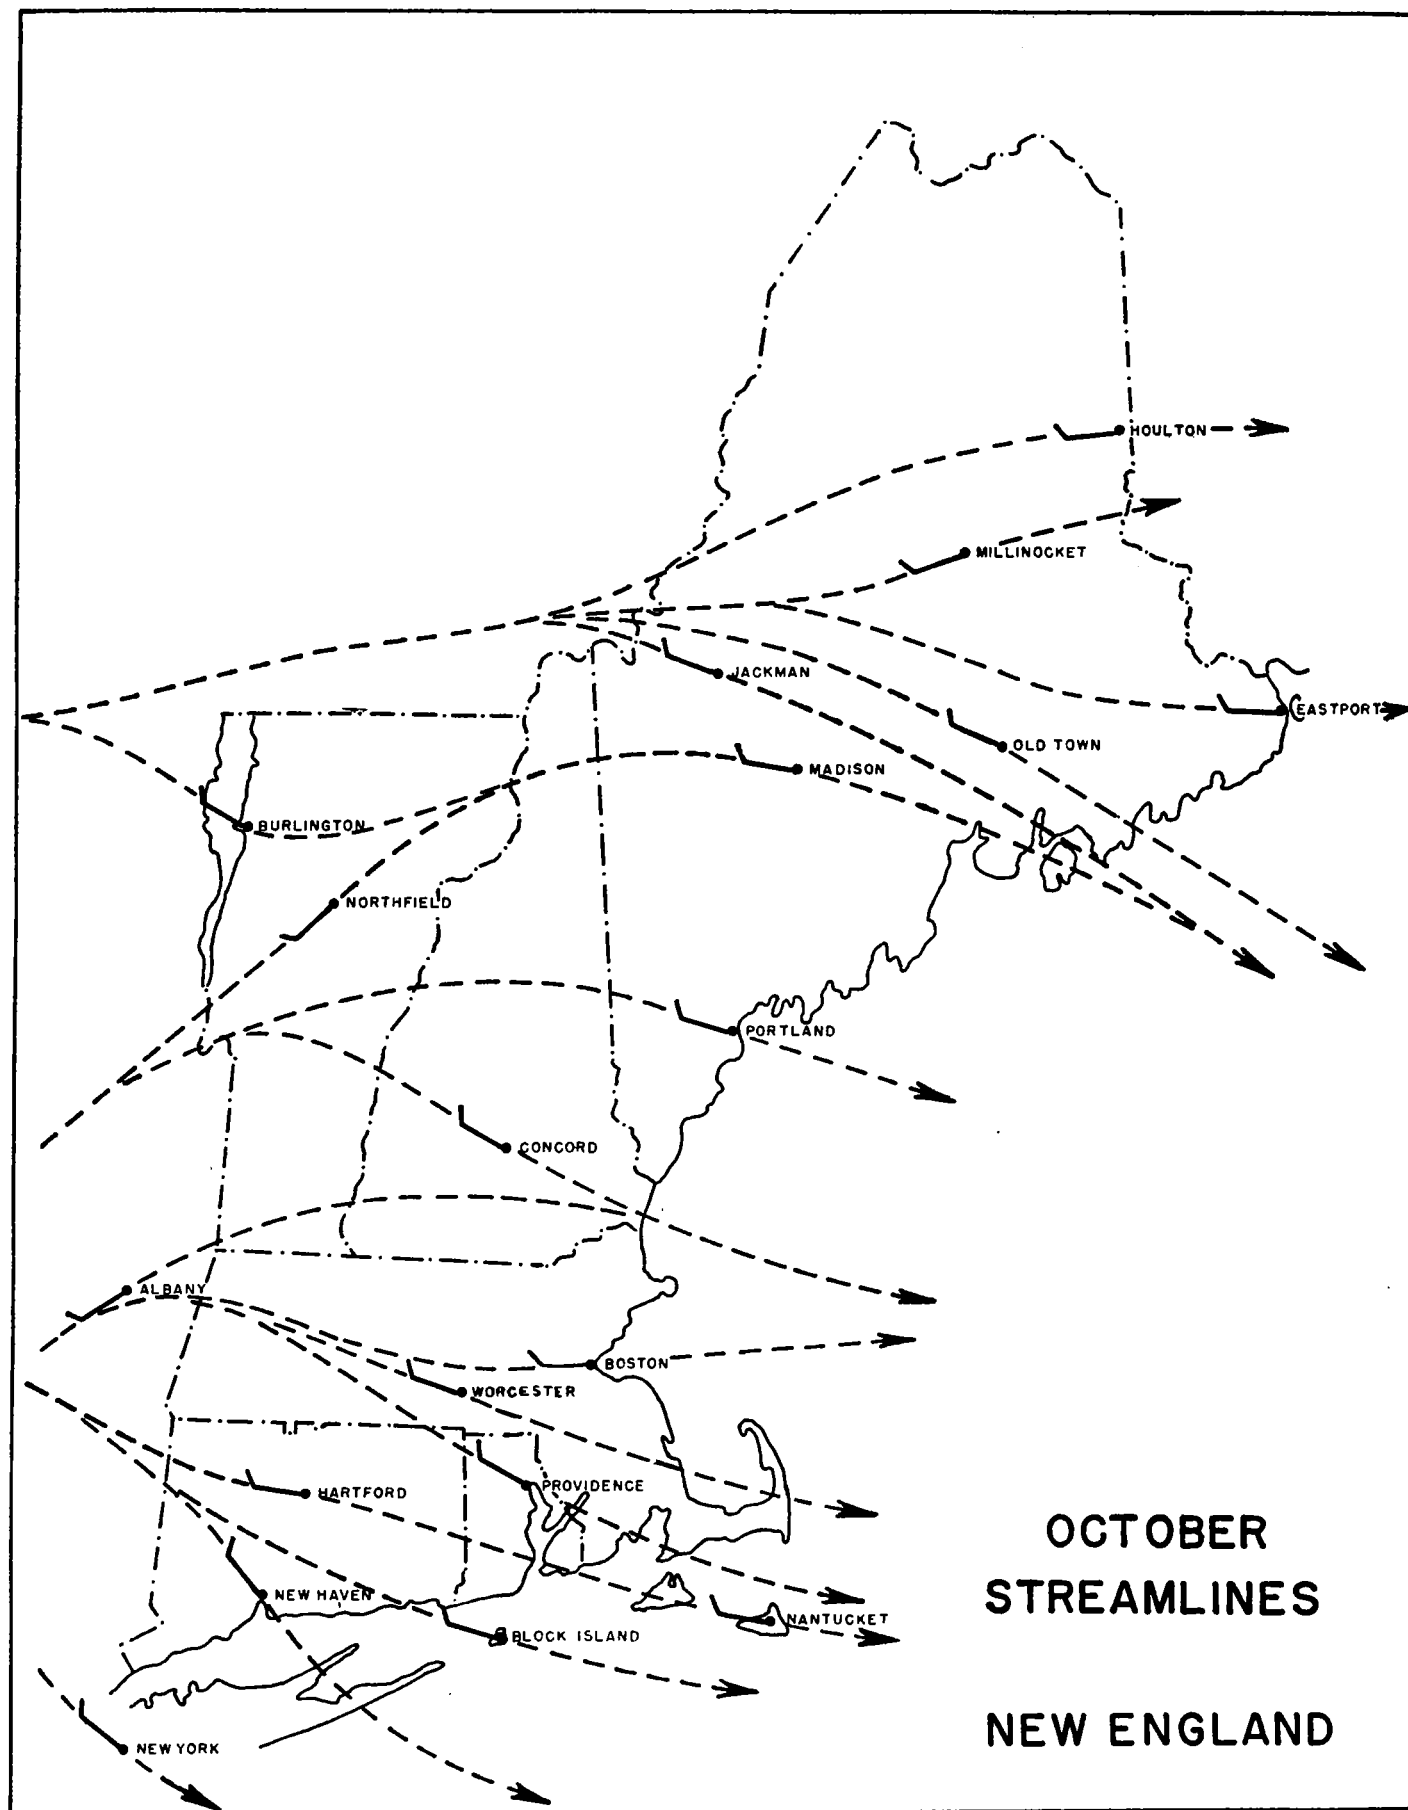 HOULTON
MILLINOCKET
JACKMAN
EASTPORT
OLD TOWN
MADISON
BURLINGTON
NORTHFIELD
PORTLAND
CONCORD
ALBANY
BOSTON
WORCESTER
PROVIDENCE
HARTFORD
NEW HAVEN
NANTUCKET
BLOCK ISLAND
NEW YORK
OCTOBER
STREAMLINES
NEW ENGLAND